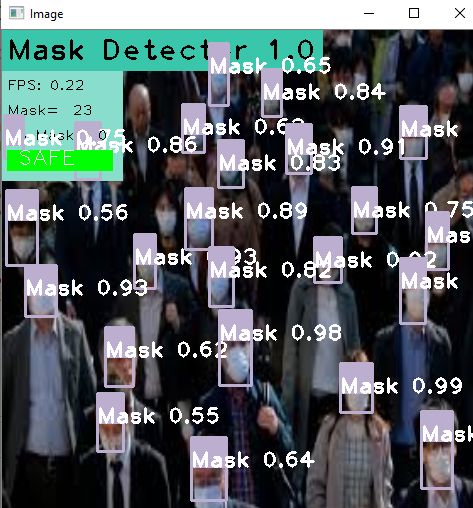 Image
Mask Detector 1.0
Mask 0.65
FPS: 0.22
Mask 0.84
Mask= 23
Mask
Mask 0.86
Mask 0.91
Mask
SAFE
Mask 0.83
Mask 0.56
Mask 0.89
Mask 0.75
Mask
Mask
Mask 0.82
Mask
Mask 0.93
Mask
Mask 0.62
Mask 0.98
Mask 0.99
Mask 0.55
Mask
Mask 0.64